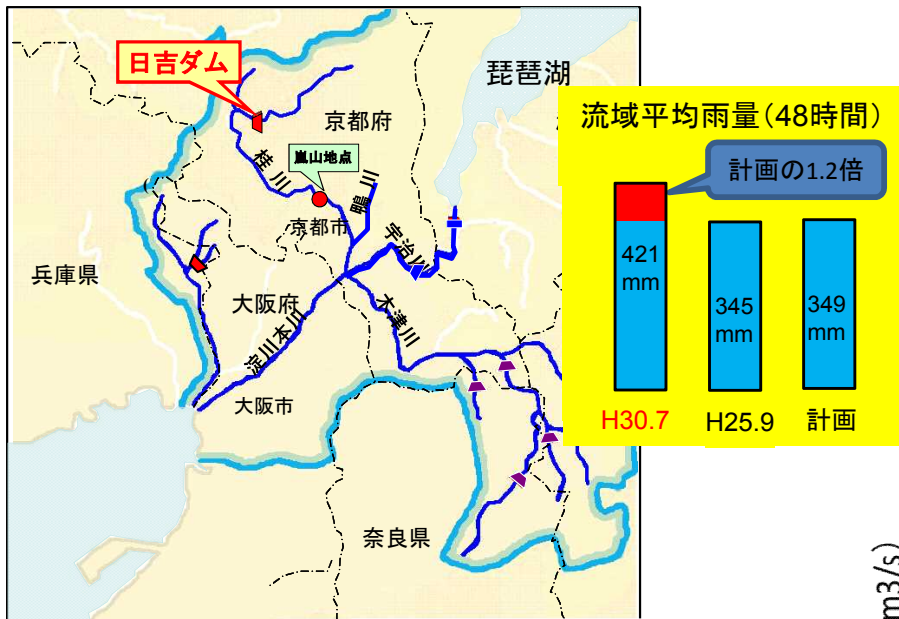 日吉ダム
琵琶湖
京都府
嵐山地点
桂川
鴨川
京都市
宇治川
兵庫県
大阪府
木津川
淀川本川
大阪市
奈良県
流域平均雨量(48時間)
計画の1.2倍
421
mm
345
mm
349
mm
H30.7
H25.9
計画
m3/s)